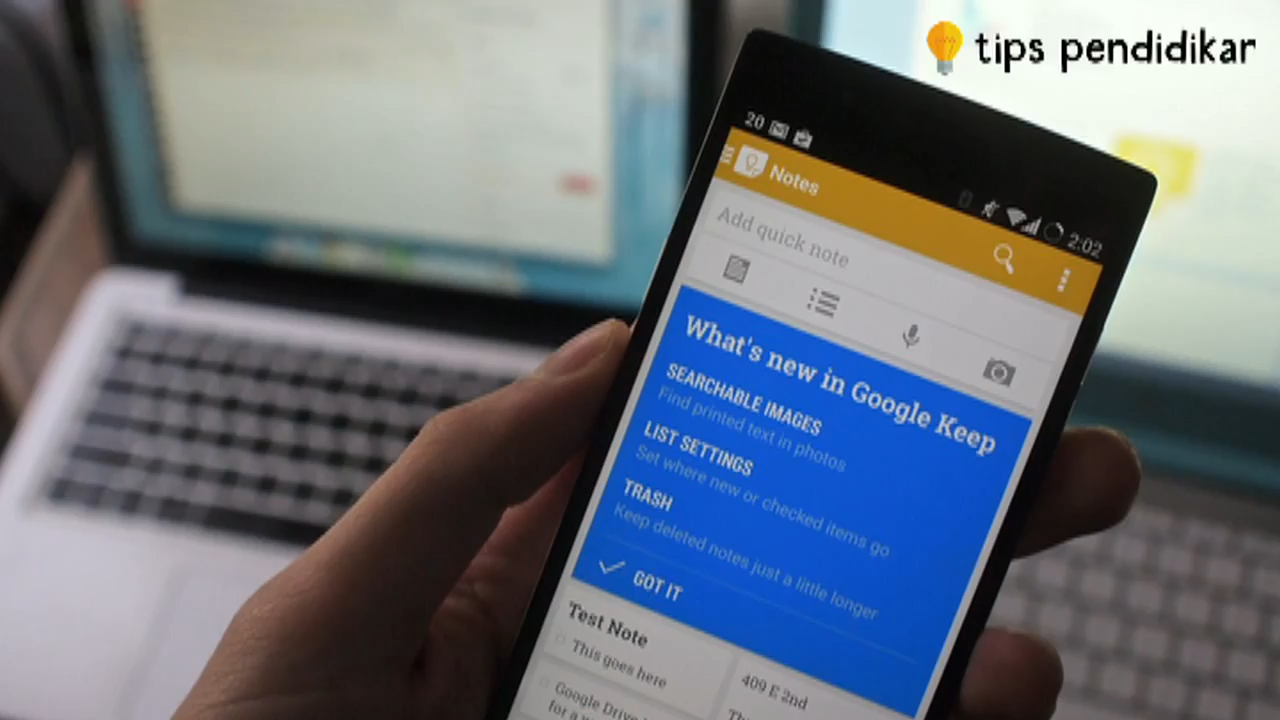 tips pendidikar
20
2:02
Notes
Add quick note
What's new in Google Keep
SEARCHABLE IMAGES
Find printed text in photos
LIST SETTINGS
Set where new or checked items go
TRASH
Keep deleted notes just a little longer
GOT IT
Test Note
This goes here
Google Drive
for a
409 E 2nd